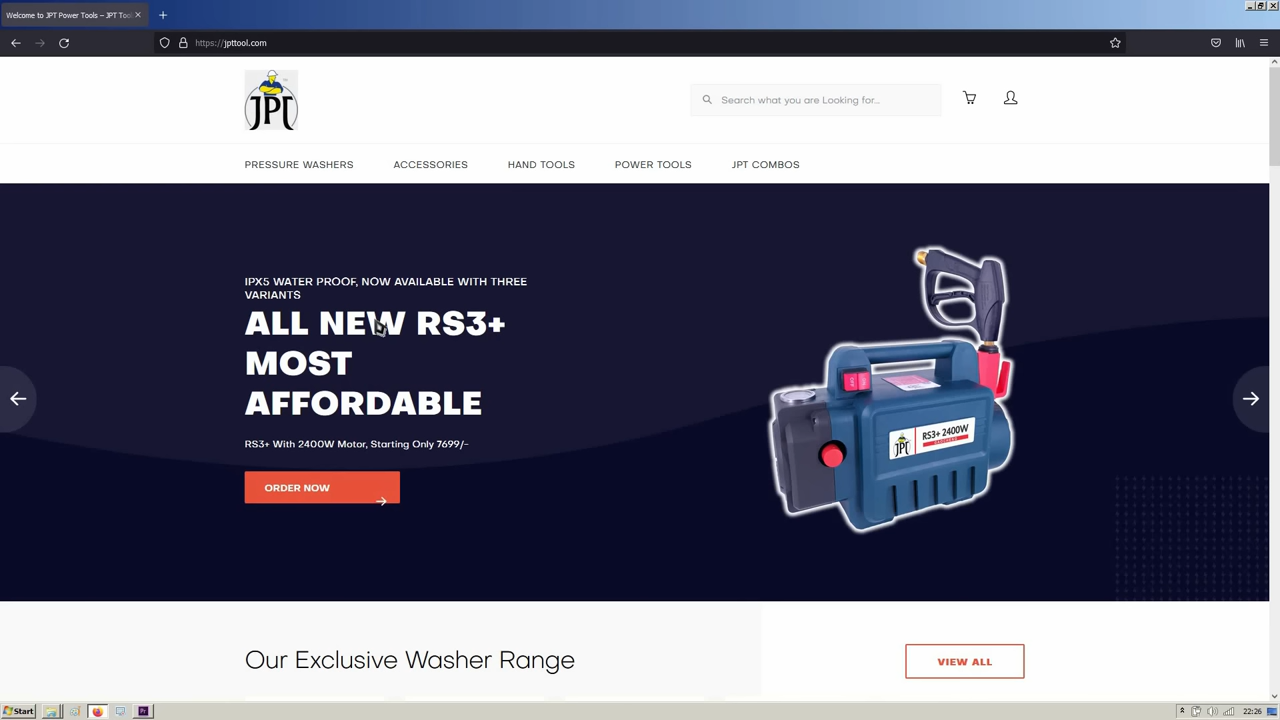 Welcome to JPT Power Tools – JPT Tool
https://jpttool.com
JPT
Search what you are Looking for...
PRESSURE WASHERS
ACCESSORIES
HAND TOOLS
POWER TOOLS
JPT COMBOS
IPX5 WATER PROOF, NOW AVAILABLE WITH THREE
VARIANTS
ALL NEW RS3+
MOST
AFFORDABLE
RS3+ With 2400W Motor, Starting Only 7699/-
ORDER NOW
JPT
RS3+ 2400W
Our Exclusive Washer Range
VIEW ALL
Start
Pr
22:26